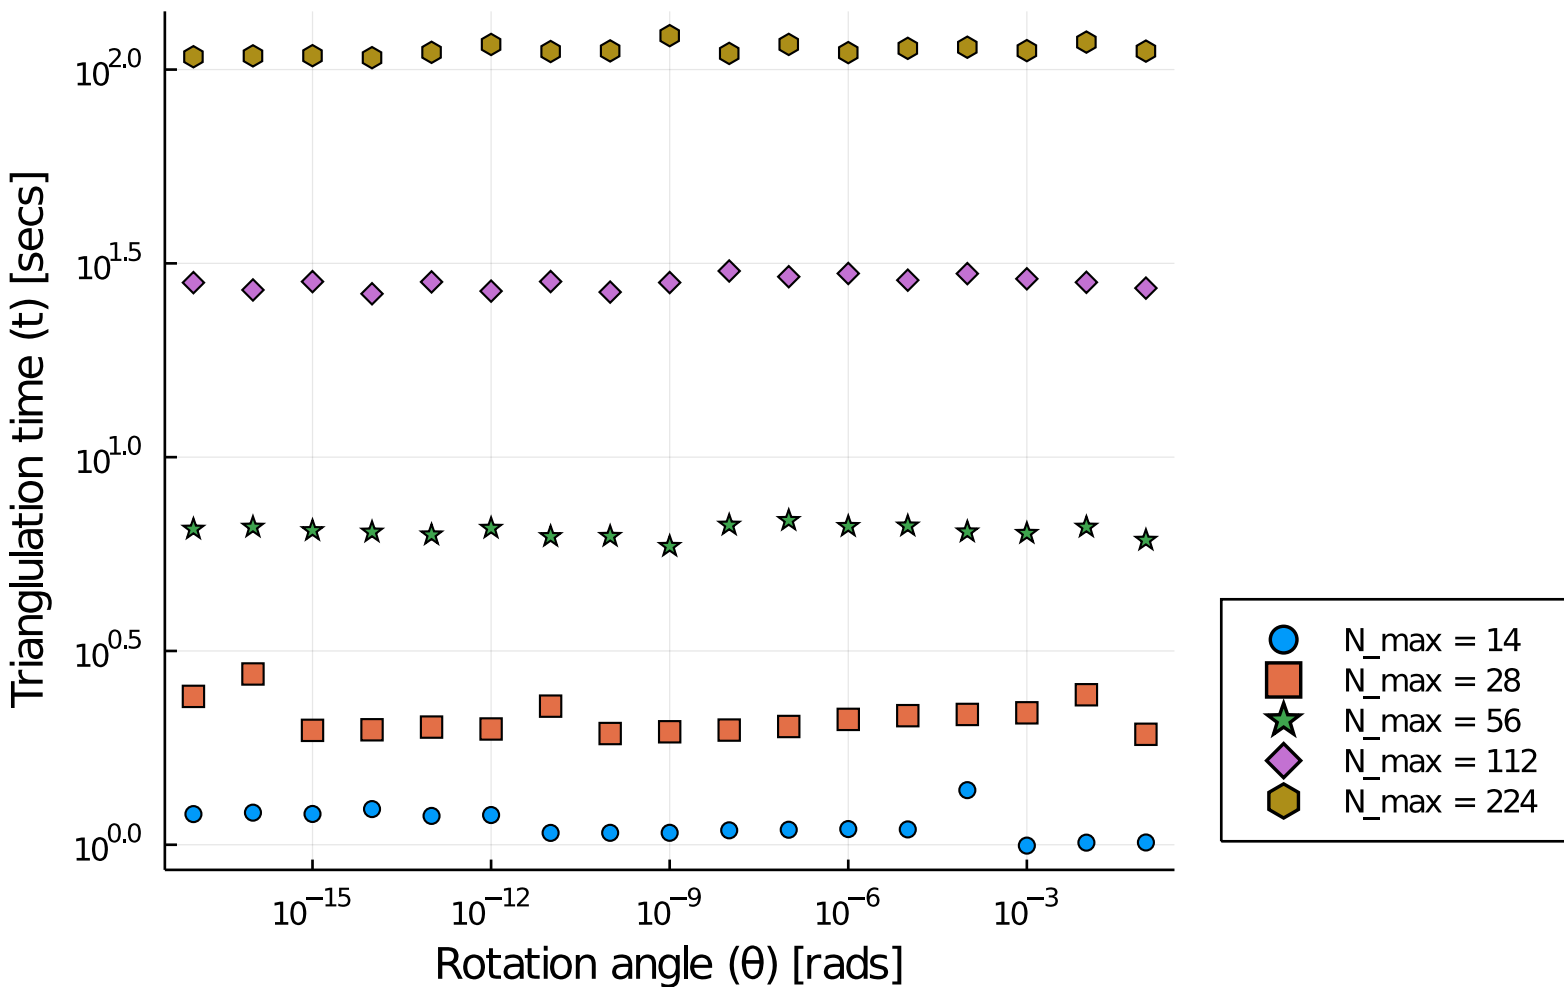 Trianglulation time (t) [secs]
10^2.0
10^1.5
10^1.0
10^0.5
10^0.0
10^−15 10^−12 10^−9 10^−6 10^−3
Rotation angle (θ) [rads]
N_max = 14
N_max = 28
N_max = 56
N_max = 112
N_max = 224